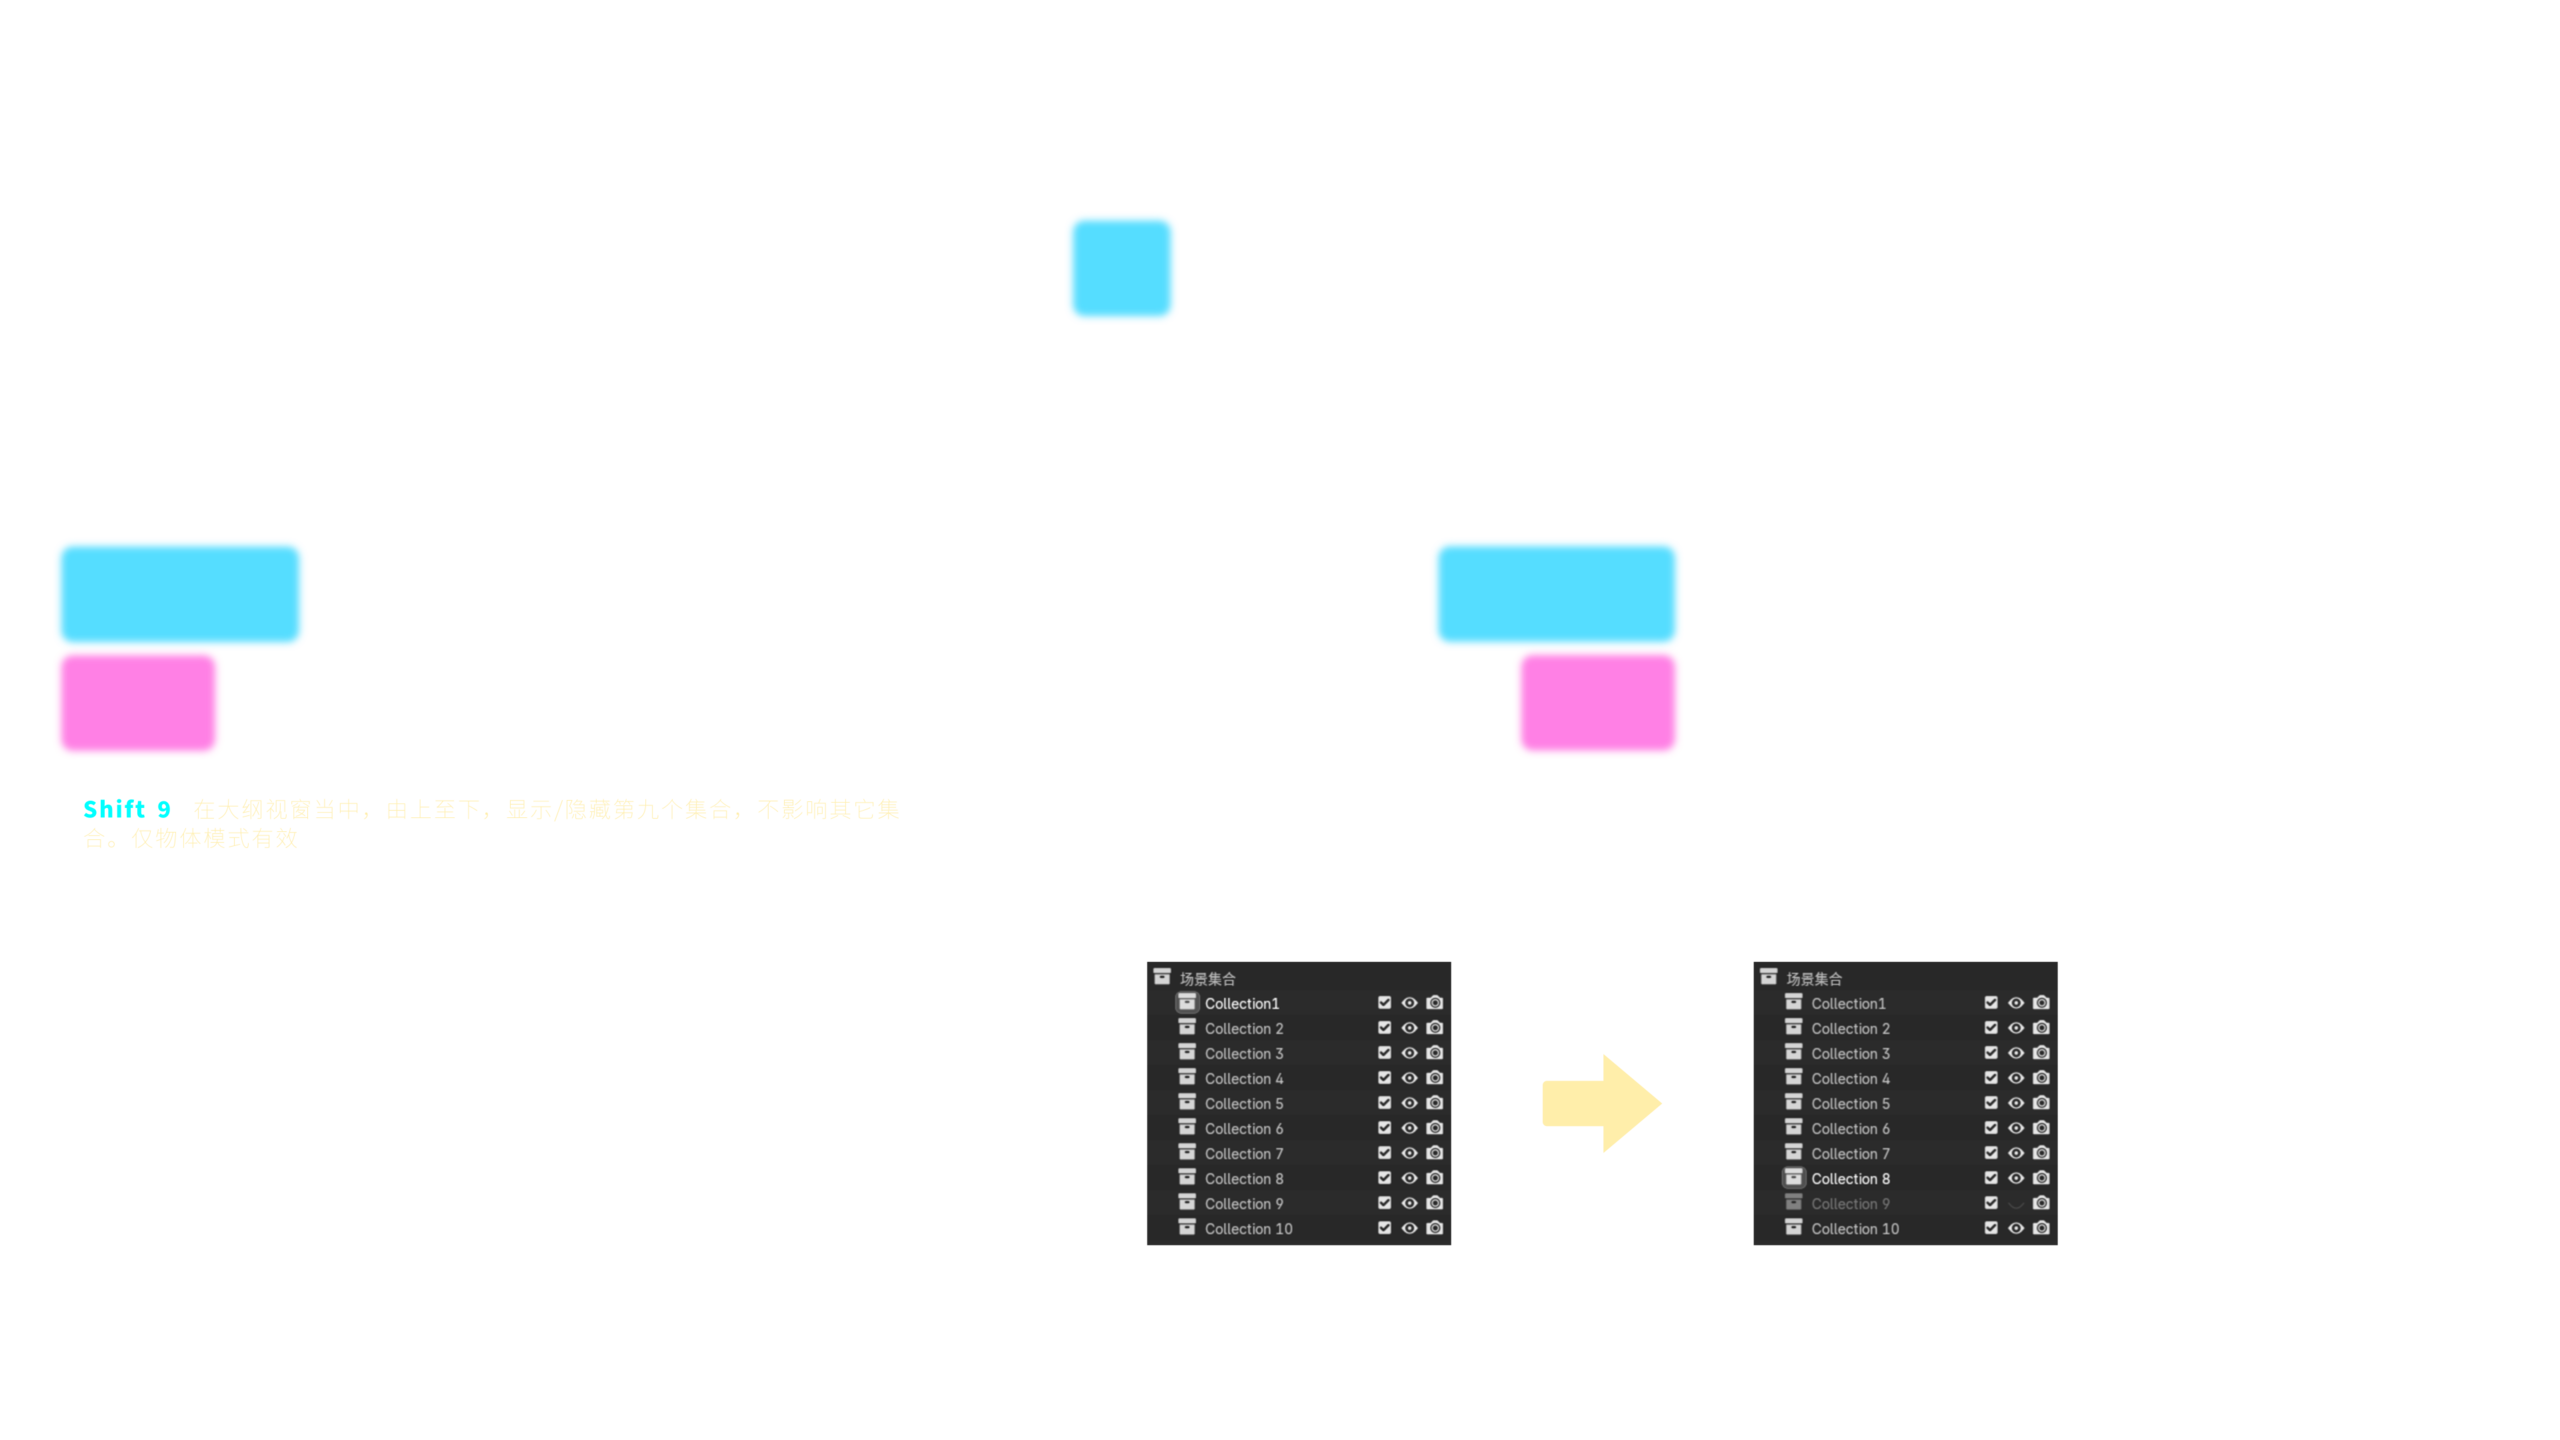 Shift 9 在大纲视窗当中，由上至下，显示/隐藏第九个集合，不影响其它集
合。仅物体模式有效
场景集合
Collection1
Collection 2
Collection 3
Collection 4
Collection 5
Collection 6
Collection 7
Collection 8
Collection 9
Collection 10
场景集合
Collection1
Collection 2
Collection 3
Collection 4
Collection 5
Collection 6
Collection 7
Collection 8
Collection 9
Collection 10